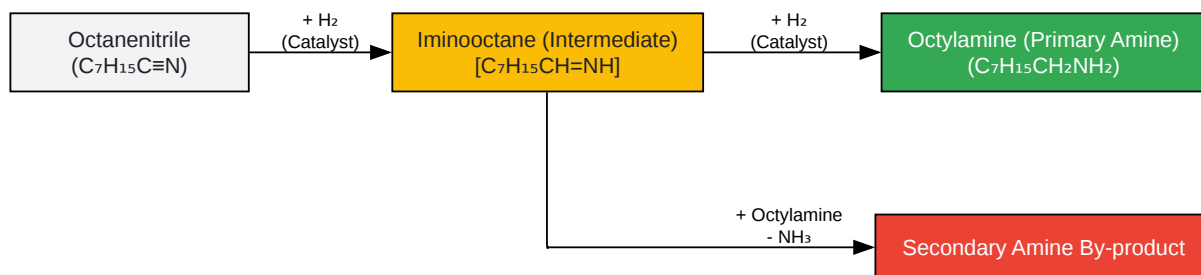 Octanenitrile
(C₇H₁₅C≡N)
+ H₂
(Catalyst)
Iminooctane (Intermediate)
[C₇H₁₅CH=NH]
+ H₂
(Catalyst)
Octylamine (Primary Amine)
(C₇H₁₅CH₂NH₂)
+ Octylamine
- NH₃
Secondary Amine By-product